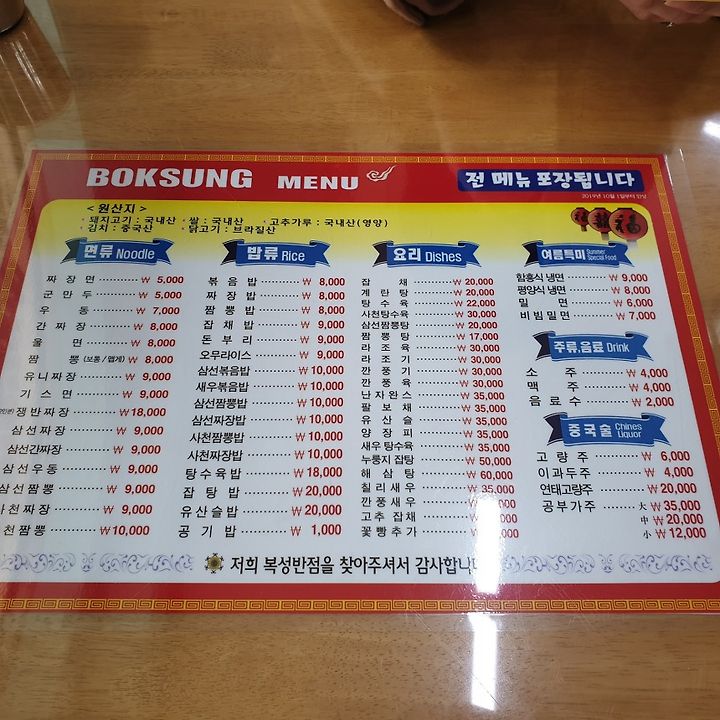 BOKSUNG MENU
전 메뉴 포장됩니다
2019년 10월 1일부터 인상
<원산지>
· 돼지고기 : 국내산 · 쌀 : 국내산 · 고추가루 : 국내산(영양)
· 김치 : 중국산 · 닭고기 : 브라질산
福
면류 Noodle
짜장면 ₩ 5,000
군만두 ₩ 5,000
우동 ₩ 7,000
간짜장 ₩ 8,000
울면 ₩ 8,000
짬뽕 (보통/맵게) ₩ 8,000
유니짜장 ₩ 9,000
기스면 ₩ 9,000
쟁반짜장 ₩18,000
삼선짜장 ₩ 9,000
삼선간짜장 ₩ 9,000
삼선우동 ₩ 9,000
삼선짬뽕 ₩ 9,000
사천짜장 ₩ 9,000
천짬뽕 ₩10,000
밥류 Rice
볶음밥 ₩ 8,000
짜장밥 ₩ 8,000
짬뽕밥 ₩ 8,000
잡채밥 ₩ 9,000
돈부리 ₩ 9,000
오무라이스 ₩ 9,000
삼선볶음밥 ₩ 10,000
새우볶음밥 ₩ 10,000
삼선짬뽕밥 ₩ 10,000
삼선짜장밥 ₩ 10,000
사천짬뽕밥 ₩ 10,000
사천짜장밥 ₩ 10,000
탕수육밥 ₩ 18,000
잡탕밥 ₩ 20,000
유산슬밥 ₩ 20,000
공기밥 ₩ 1,000
요리 Dishes
잡채 ₩ 20,000
계란탕 ₩ 20,000
탕수육 ₩ 22,000
사천탕수육 ₩ 30,000
삼선짬뽕탕 ₩ 20,000
짬뽕탕 ₩ 17,000
라조육 ₩ 30,000
라조기 ₩ 30,000
깐풍기 ₩ 30,000
깐풍육 ₩ 30,000
난자완스 ₩ 35,000
팔보채 ₩ 35,000
유산슬 ₩ 35,000
양장피 ₩ 35,000
새우탕수육 ₩ 35,000
누룽지잡탕 ₩ 50,000
해삼탕 ₩ 60,000
칠리새우 ₩ 35,000
깐풍새우 ₩ 35,000
고추잡채
꽃빵추가
여름특미 Summer Special Food
함흥식냉면 ₩ 9,000
평양식냉면 ₩ 8,000
밀면 ₩ 6,000
비빔밀면 ₩ 7,000
주류,음료 Drink
소주 ₩ 4,000
맥주 ₩ 4,000
음료수 ₩ 2,000
중국술 Chines Liquor
고량주 ₩ 6,000
이과두주 ₩ 4,000
연태고량주 ₩ 20,000
공부가주 大 ₩ 35,000
中 ₩ 20,000
小 ₩ 12,000
저희 복성반점을 찾아주셔서 감사합니